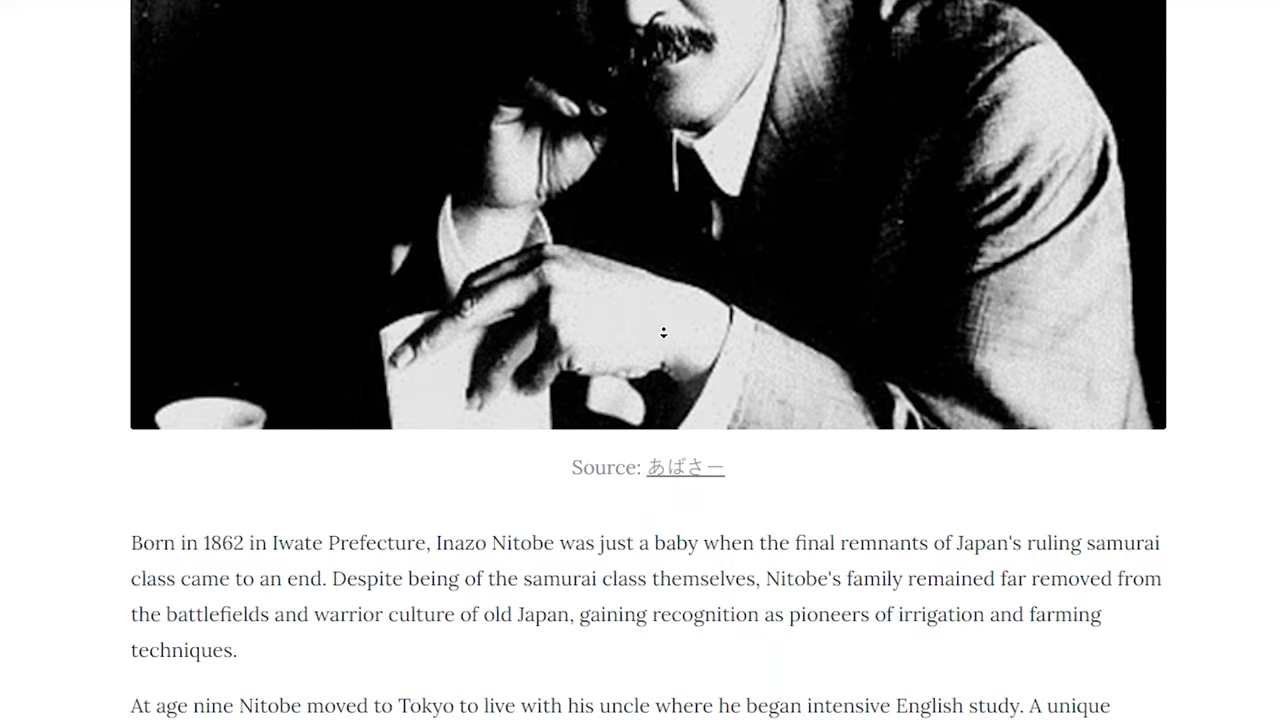 Source: あばさー
Born in 1862 in Iwate Prefecture, Inazo Nitobe was just a baby when the final remnants of Japan's ruling samurai
class came to an end. Despite being of the samurai class themselves, Nitobe's family remained far removed from
the battlefields and warrior culture of old Japan, gaining recognition as pioneers of irrigation and farming
techniques.
At age nine Nitobe moved to Tokyo to live with his uncle where he began intensive English study. A unique